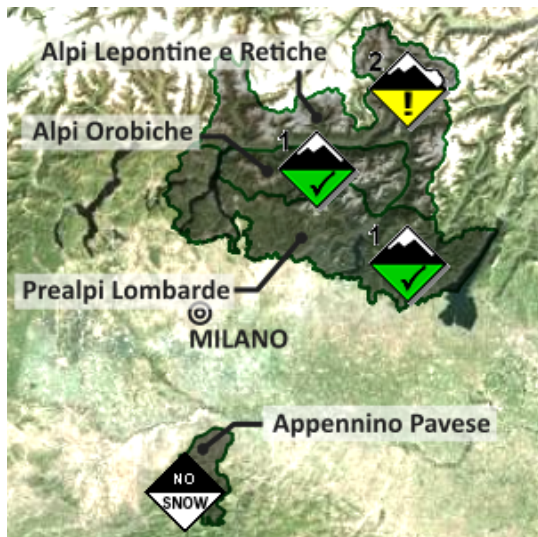 Alpi Lepontine e Retiche
2
Alpi Orobiche
1
!
1
Prealpi Lombarde
MILANO
Appennino Pavese
NO
SNOW